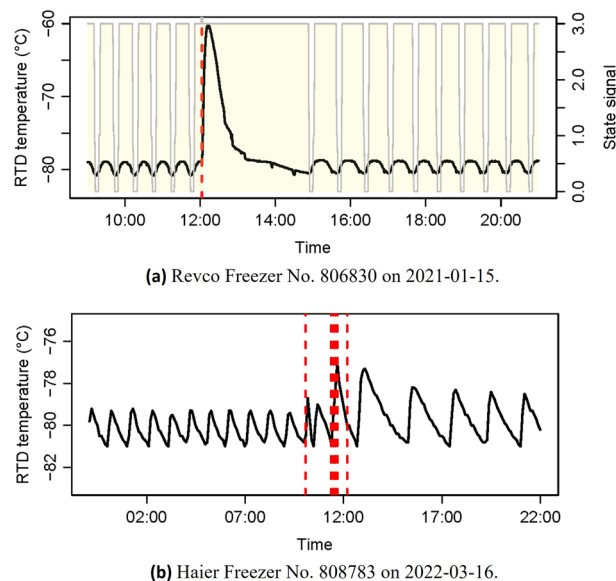 RTD temperature (°C)
-60
-70
-80
3.0
2.0
1.0
0.0
State signal
10:00 12:00 14:00 16:00 18:00 20:00
Time
(a) Revco Freezer No. 806830 on 2021-01-15.
RTD temperature (°C)
-76
-78
-80
-82
02:00 07:00 12:00 17:00 22:00
Time
(b) Haier Freezer No. 808783 on 2022-03-16.